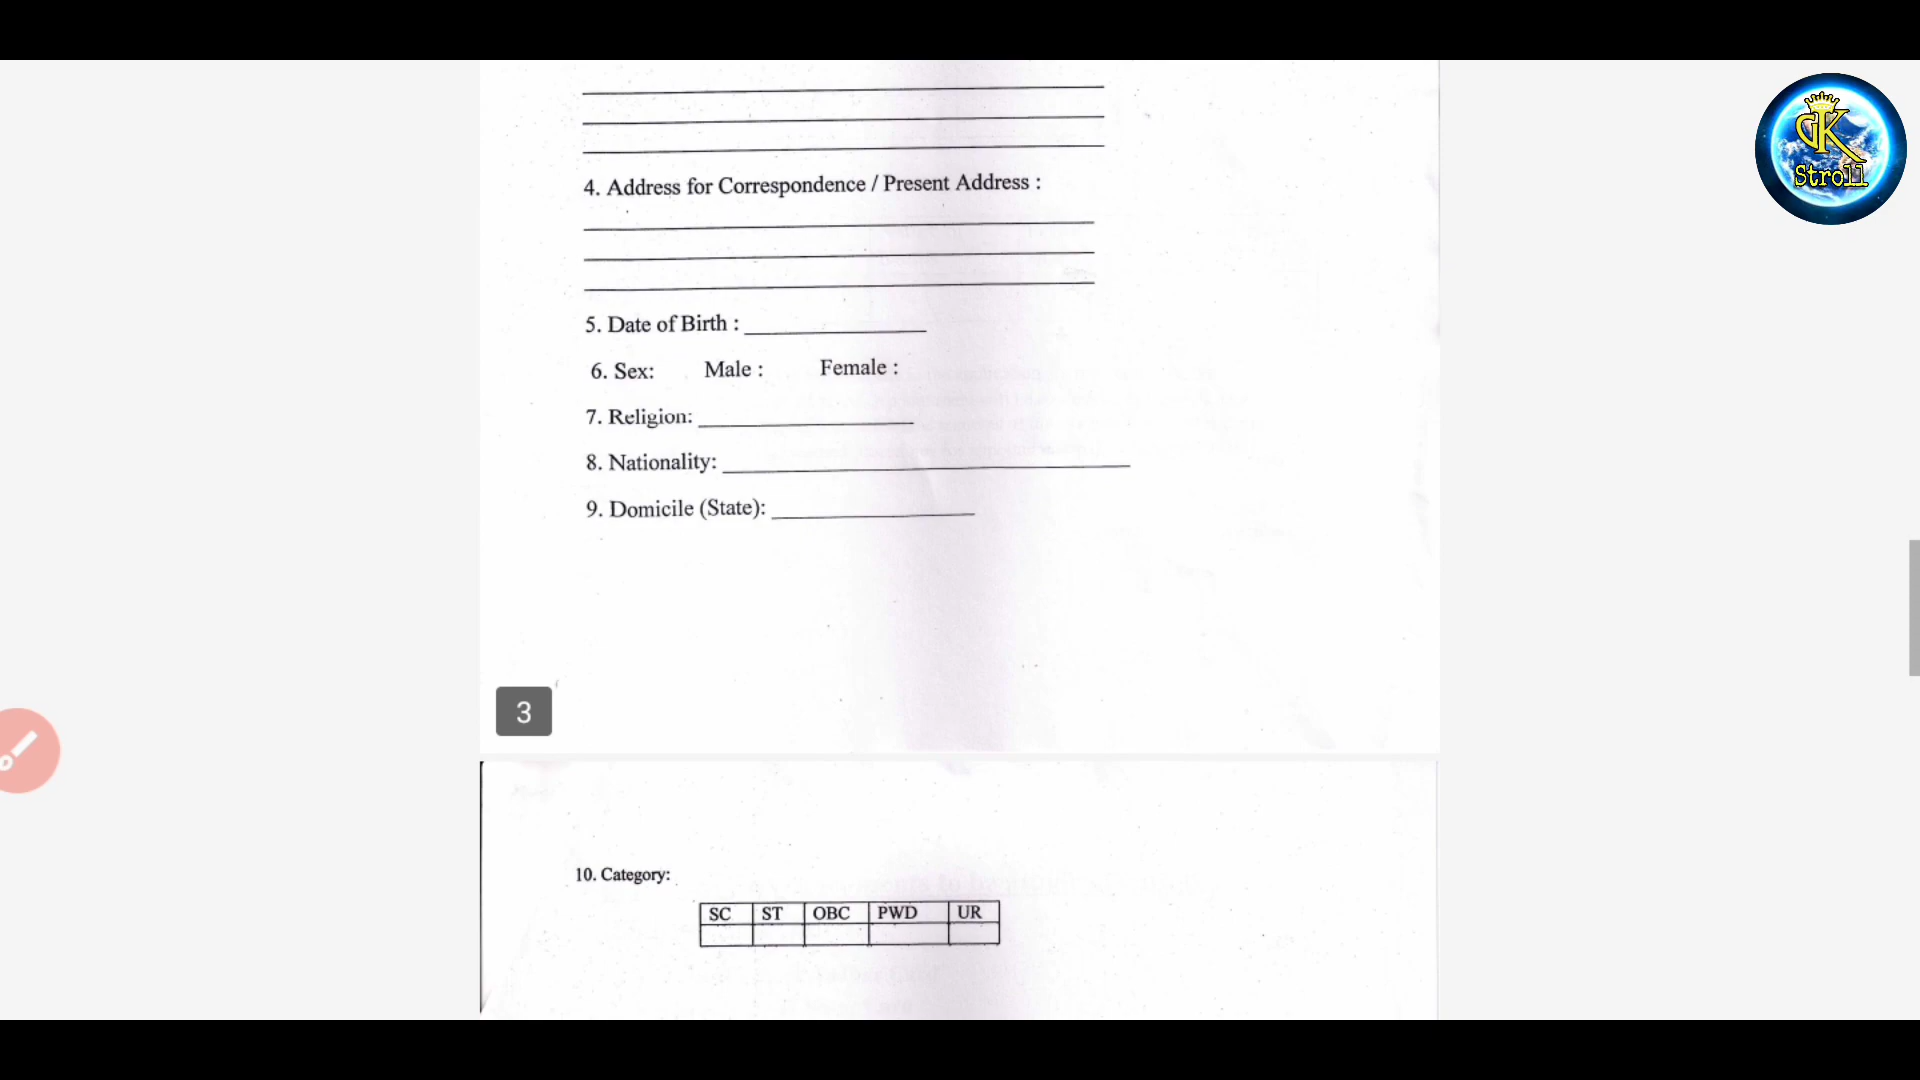 4. Address for Correspondence / Present Address :
5. Date of Birth :
6. Sex: Male : Female :
7. Religion:
8. Nationality:
9. Domicile (State):
3
10. Category:
SC ST OBC PWD UR
GK
Stroll